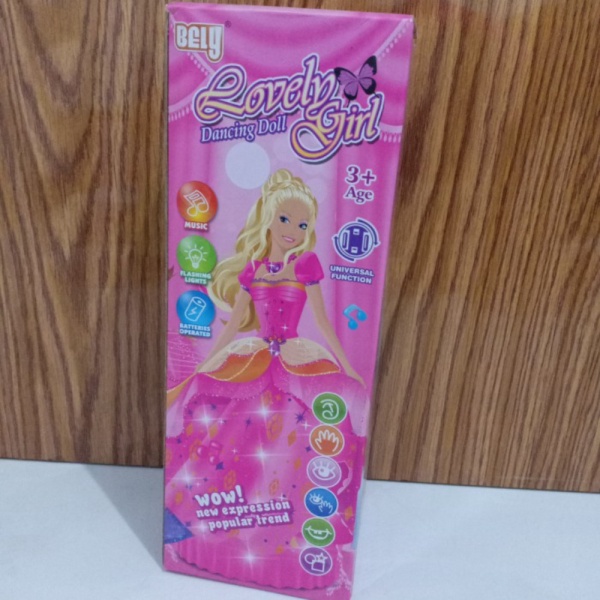 BELY
Lovely
Girl
Dancing Doll
3+
Age
MUSIC
FLASHING
LIGHTS
UNIVERSAL
FUNCTION
BATTERIES
OPERATED
WOW!
new expression
popular trend